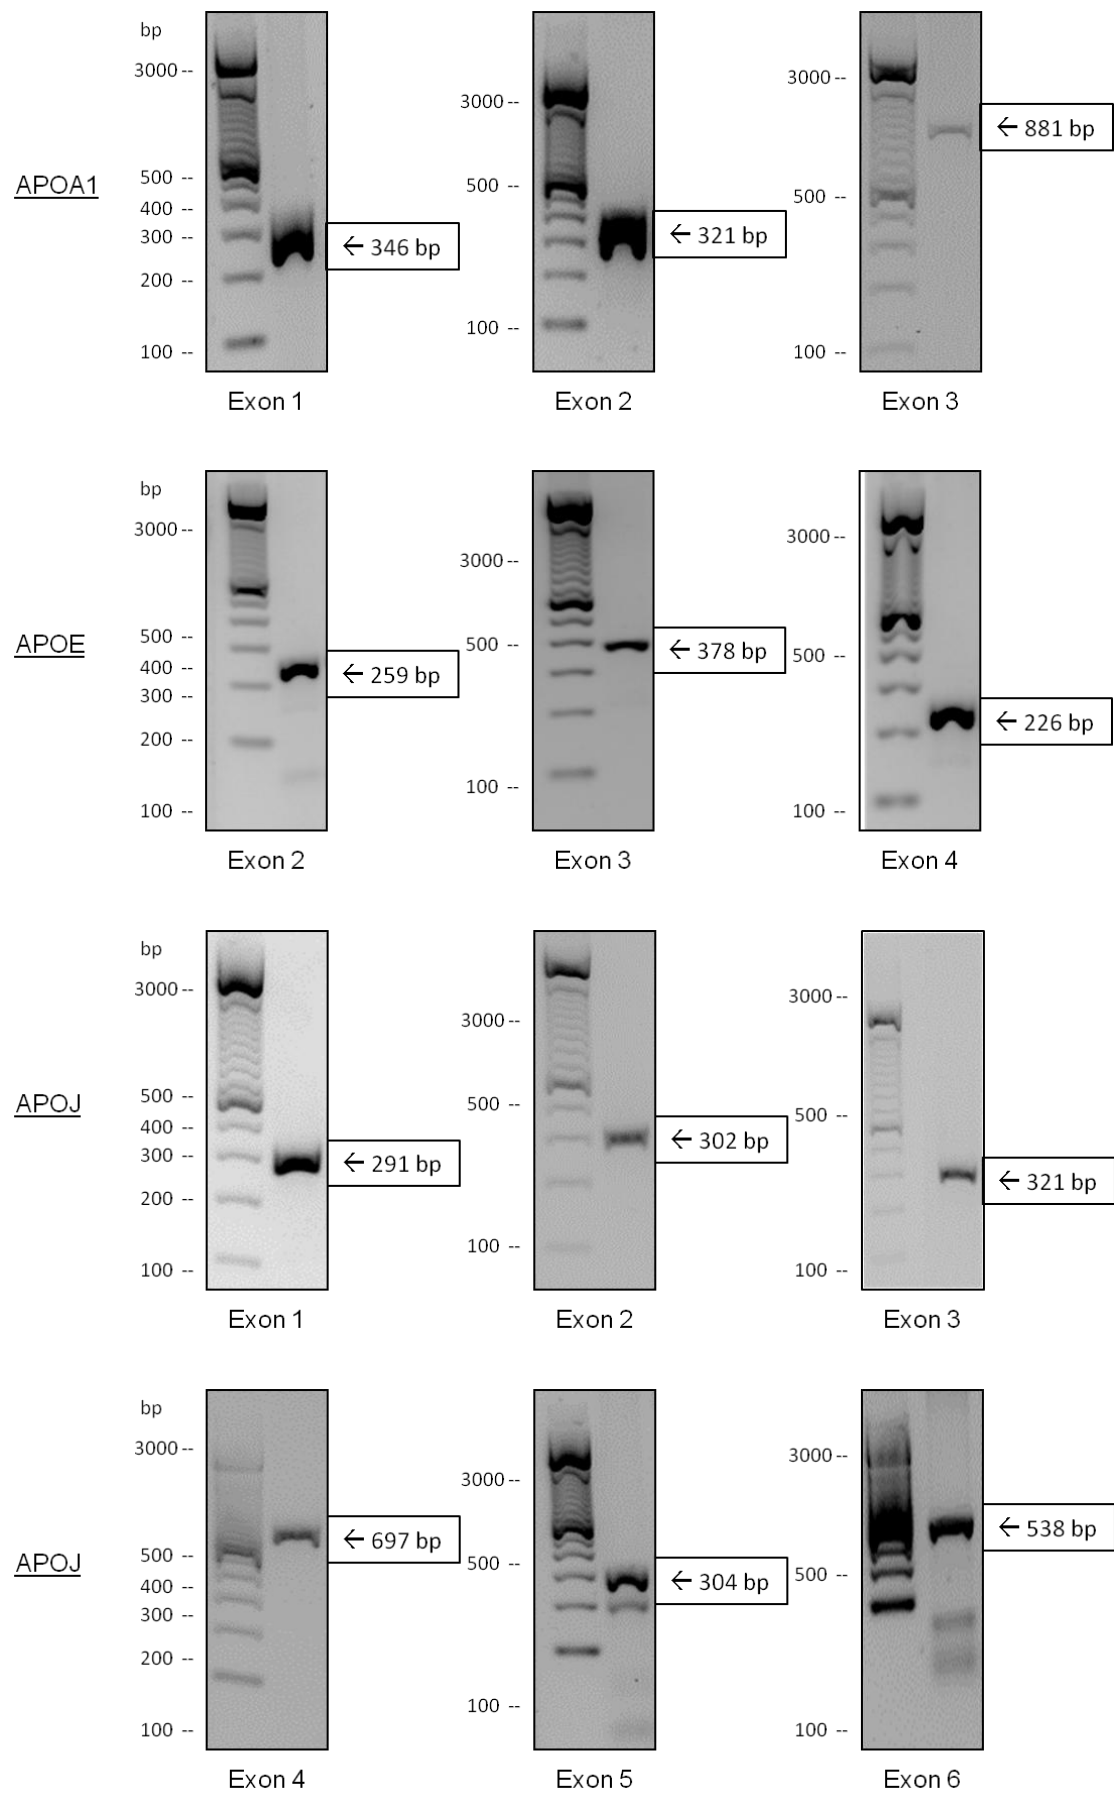 bp
3000 --
500 --
400 --
300 --
200 --
100 --
APOA1
← 346 bp
Exon 1
3000 --
500 --
100 --
← 321 bp
Exon 2
3000 --
500 --
100 --
← 881 bp
Exon 3
bp
3000 --
500 --
400 --
300 --
200 --
100 --
APOE
← 259 bp
Exon 2
3000 --
500 --
100 --
← 378 bp
Exon 3
3000 --
500 --
100 --
← 226 bp
Exon 4
bp
3000 --
500 --
400 --
300 --
200 --
100 --
APOJ
← 291 bp
Exon 1
3000 --
500 --
100 --
← 302 bp
Exon 2
3000 --
500 --
100 --
← 321 bp
Exon 3
bp
3000 --
500 --
400 --
300 --
200 --
100 --
APOJ
← 697 bp
Exon 4
3000 --
500 --
100 --
← 304 bp
Exon 5
3000 --
500 --
100 --
← 538 bp
Exon 6